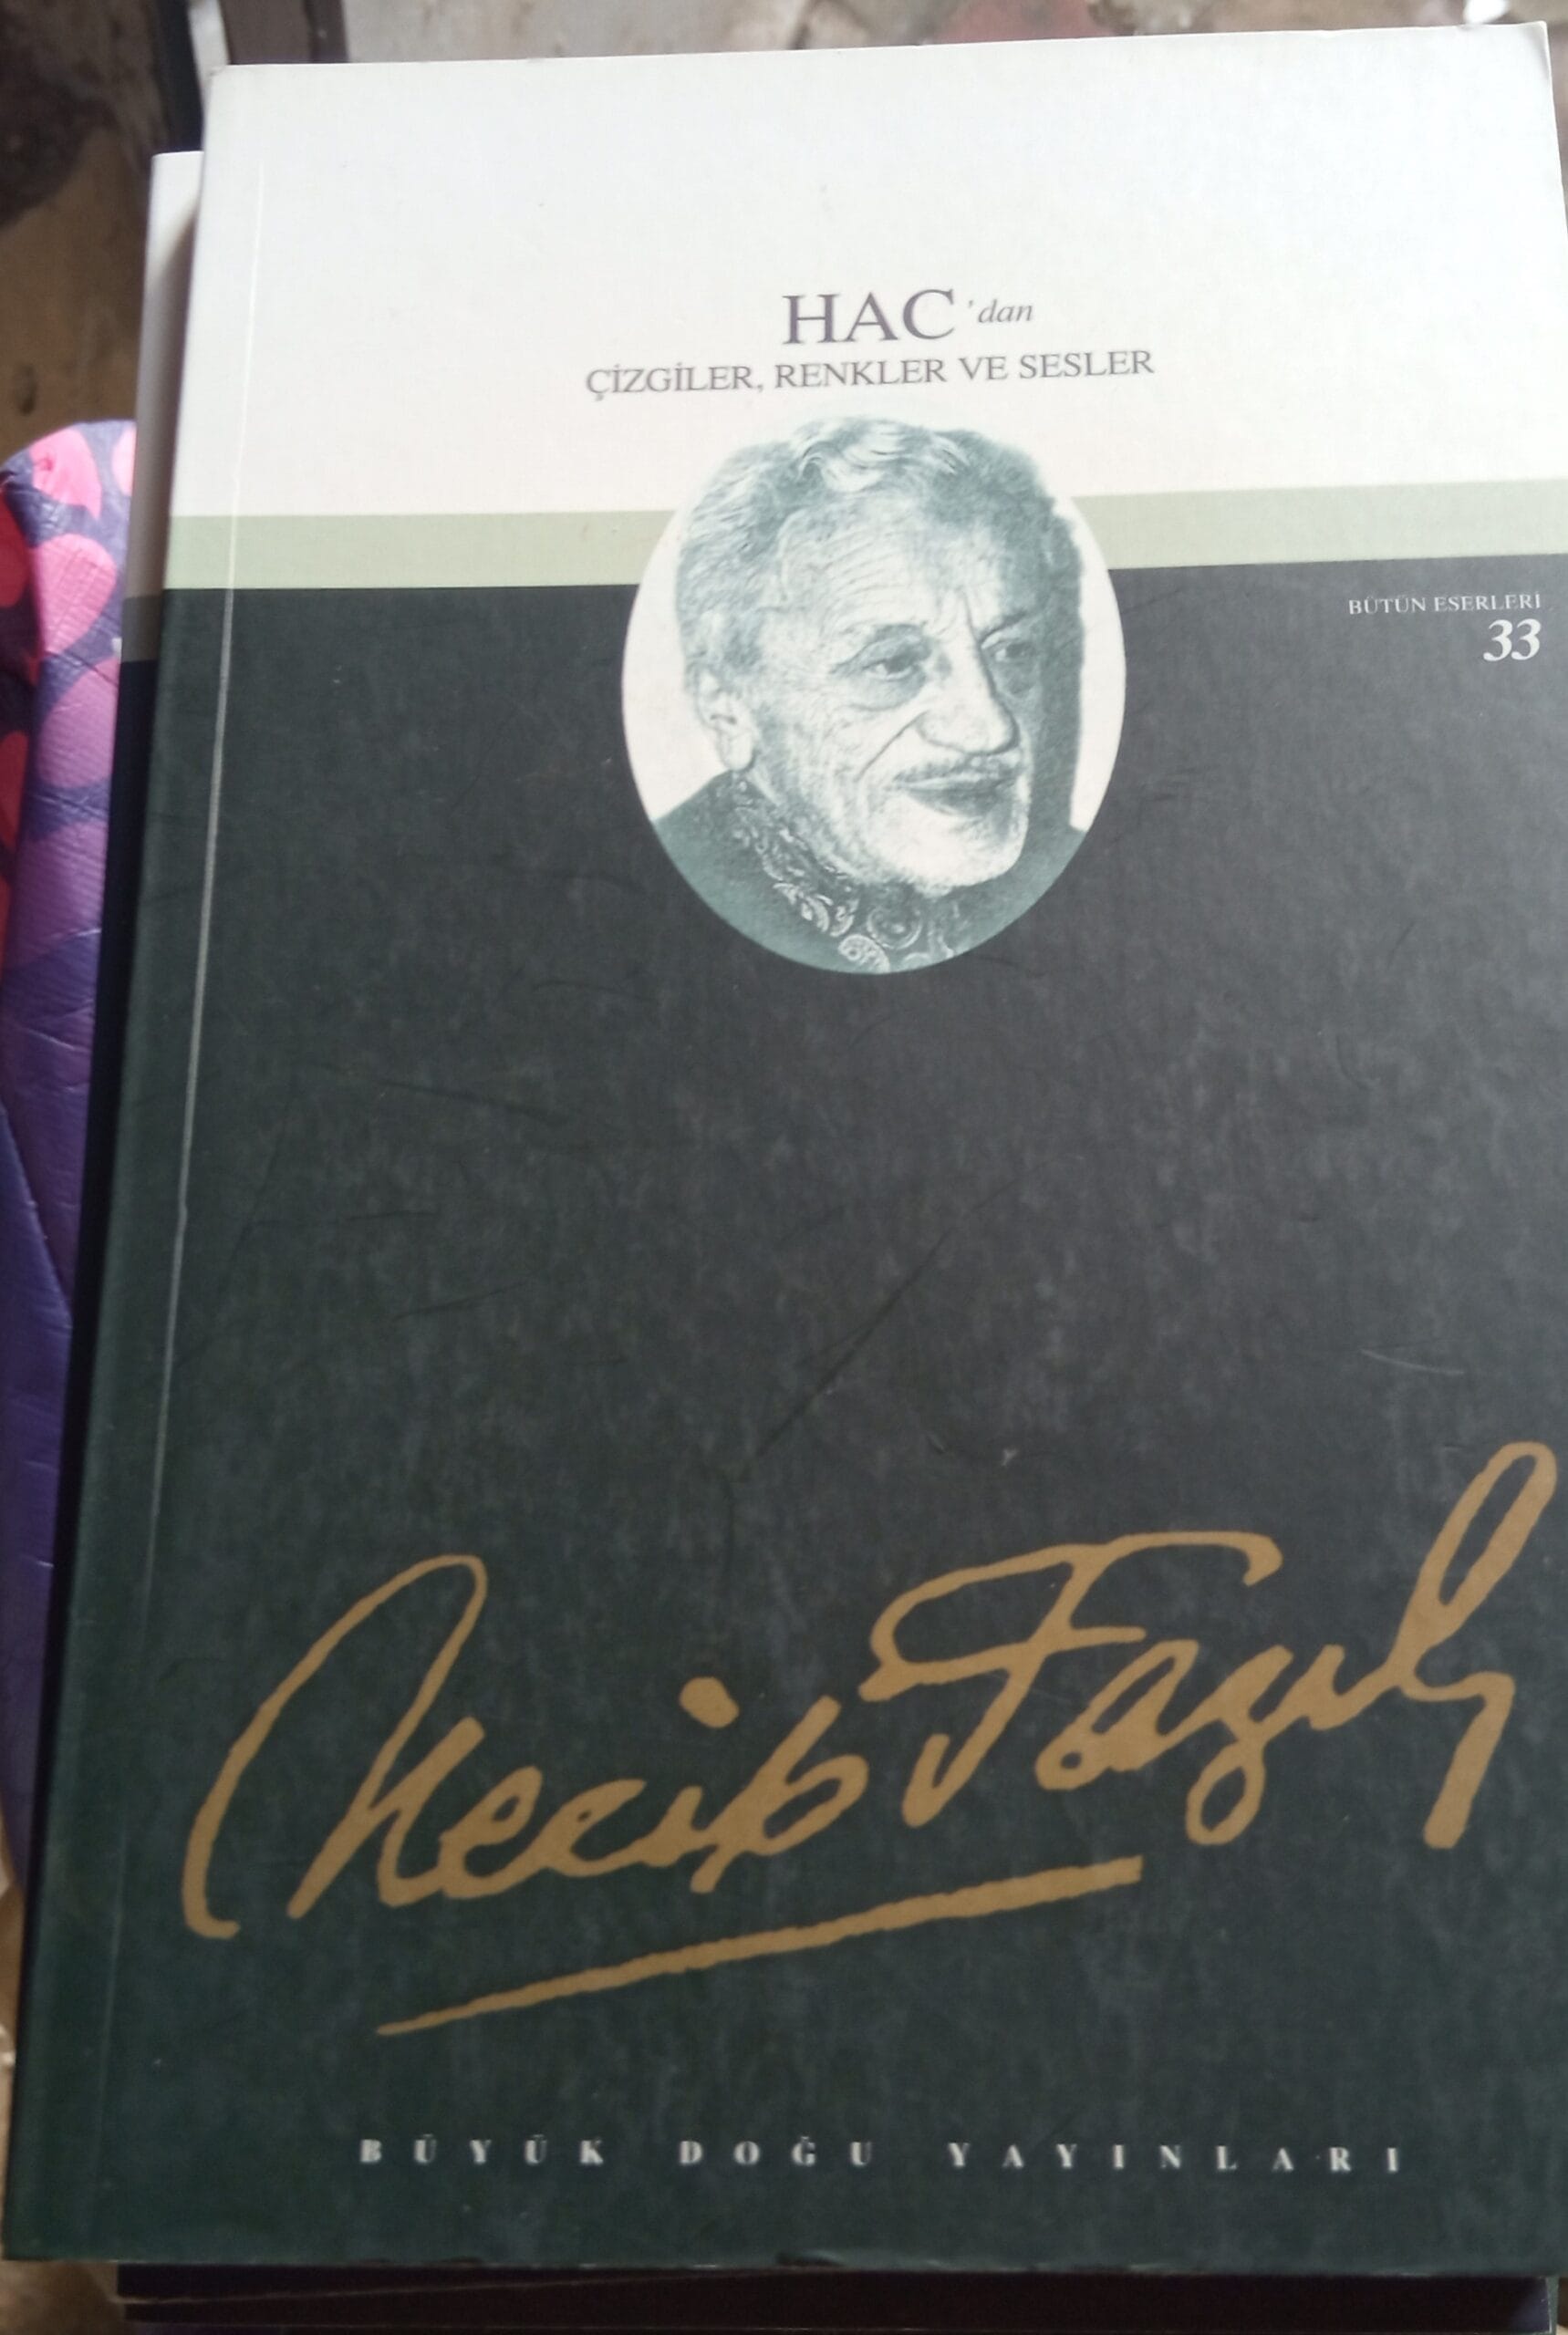 HAC'dan
ÇİZGİLER, RENKLER VE SESLER
BÜTÜN ESERLERİ
33
Necip Fazıl
BÜYÜK DOĞU YAYINLARI